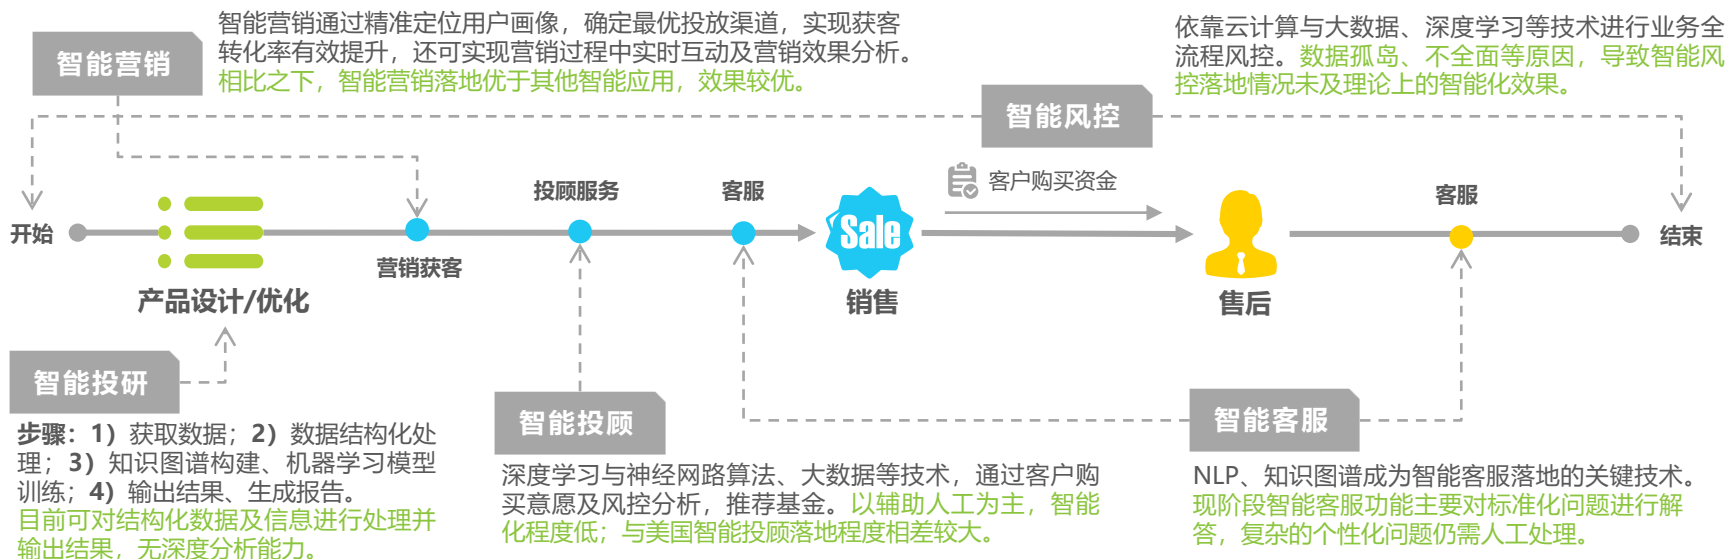 智能营销
智能营销通过精准定位用户画像，确定最优投放渠道，实现获客
转化率有效提升，还可实现营销过程中实时互动及营销效果分析。
相比之下，智能营销落地优于其他智能应用，效果较优。
依靠云计算与大数据、深度学习等技术进行业务全
流程风控。数据孤岛、不全面等原因，导致智能风
控落地情况未及理论上的智能化效果。
智能风控
开始
产品设计/优化
营销获客
投顾服务
客服
Sale
销售
客户购买资金
售后
客服
结束
智能投研
步骤：1）获取数据；2）数据结构化处
理；3）知识图谱构建、机器学习模型
训练；4）输出结果、生成报告。
目前可对结构化数据及信息进行处理并
输出结果，无深度分析能力。
智能投顾
深度学习与神经网路算法、大数据等技术，通过客户购
买意愿及风控分析，推荐基金。以辅助人工为主，智能
化程度低；与美国智能投顾落地程度相差较大。
智能客服
NLP、知识图谱成为智能客服落地的关键技术。
现阶段智能客服功能主要对标准化问题进行解
答，复杂的个性化问题仍需人工处理。